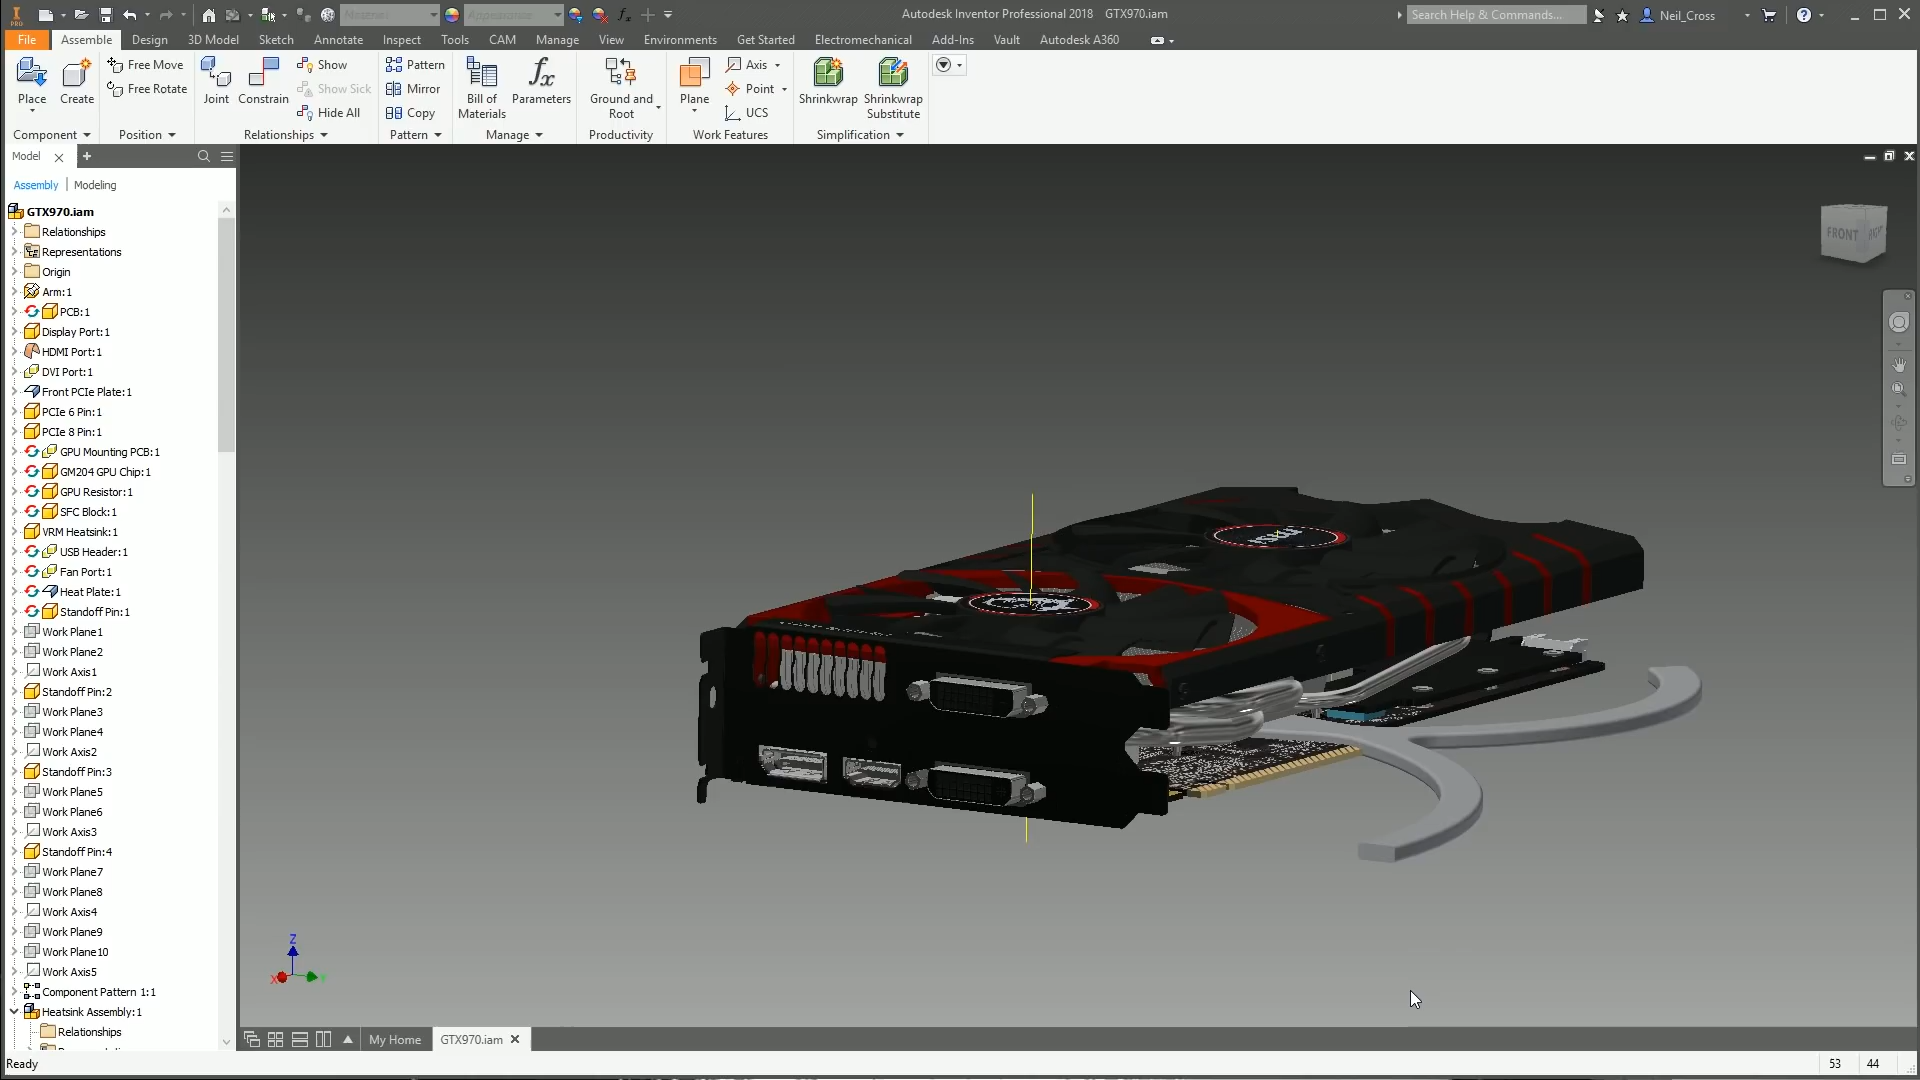 Material
Appearance
Autodesk Inventor Professional 2018 GTX970.iam
Search Help & Commands...
Neil_Cross
PRO
File Assemble Design 3D Model Sketch Annotate Inspect Tools CAM Manage View Environments Get Started Electromechanical Add-Ins Vault Autodesk A360
Place
Create
Component
Free Move
Free Rotate
Position
Joint
Constrain
Show
Show Sick
Hide All
Relationships
Pattern
Mirror
Copy
Pattern
Bill of
Materials
Parameters
Manage
Ground and
Root
Productivity
Plane
Axis
Point
UCS
Work Features
Shrinkwrap
Shrinkwrap
Substitute
Simplification
Model
Assembly | Modeling
GTX970.iam
Relationships
Representations
Origin
Arm:1
PCB:1
Display Port:1
HDMI Port:1
DVI Port:1
Front PCIe Plate:1
PCIe 6 Pin:1
PCIe 8 Pin:1
GPU Mounting PCB:1
GM204 GPU Chip:1
GPU Resistor:1
SFC Block:1
VRM Heatsink:1
USB Header:1
Fan Port:1
Heat Plate:1
Standoff Pin:1
Work Plane1
Work Plane2
Work Axis1
Standoff Pin:2
Work Plane3
Work Plane4
Work Axis2
Standoff Pin:3
Work Plane5
Work Plane6
Work Axis3
Standoff Pin:4
Work Plane7
Work Plane8
Work Axis4
Work Plane9
Work Plane10
Work Axis5
Component Pattern 1:1
Heatsink Assembly:1
Relationships
FRONT RIGHT
Z
X
Y
My Home
GTX970.iam
Ready
53 44